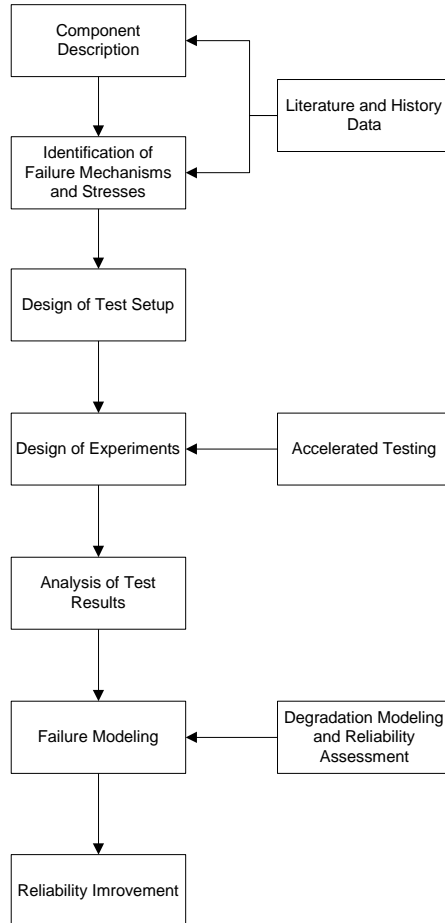 Component
Description
Literature and History
Data
Identification of
Failure Mechanisms
and Stresses
Design of Test Setup
Design of Experiments
Accelerated Testing
Analysis of Test
Results
Failure Modeling
Degradation Modeling
and Reliability
Assessment
Reliability Imrovement